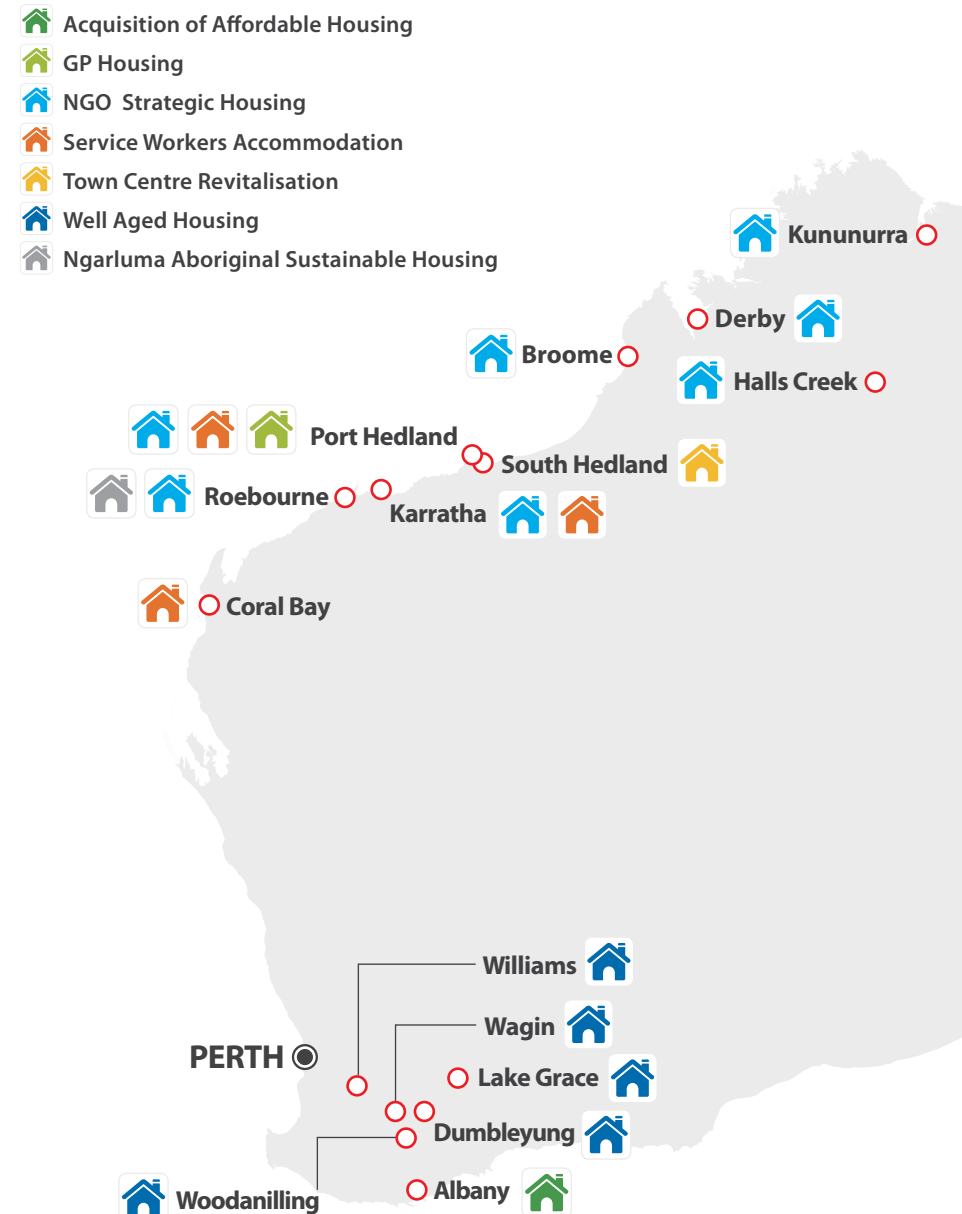 Acquisition of Affordable Housing
GP Housing
NGO Strategic Housing
Service Workers Accommodation
Town Centre Revitalisation
Well Aged Housing
Ngarluma Aboriginal Sustainable Housing
Kununurra
Derby
Broome
Halls Creek
Port Hedland
South Hedland
Roebourne
Karratha
Coral Bay
Williams
Wagin
PERTH
Lake Grace
Dumbleyung
Albany
Woodanilling